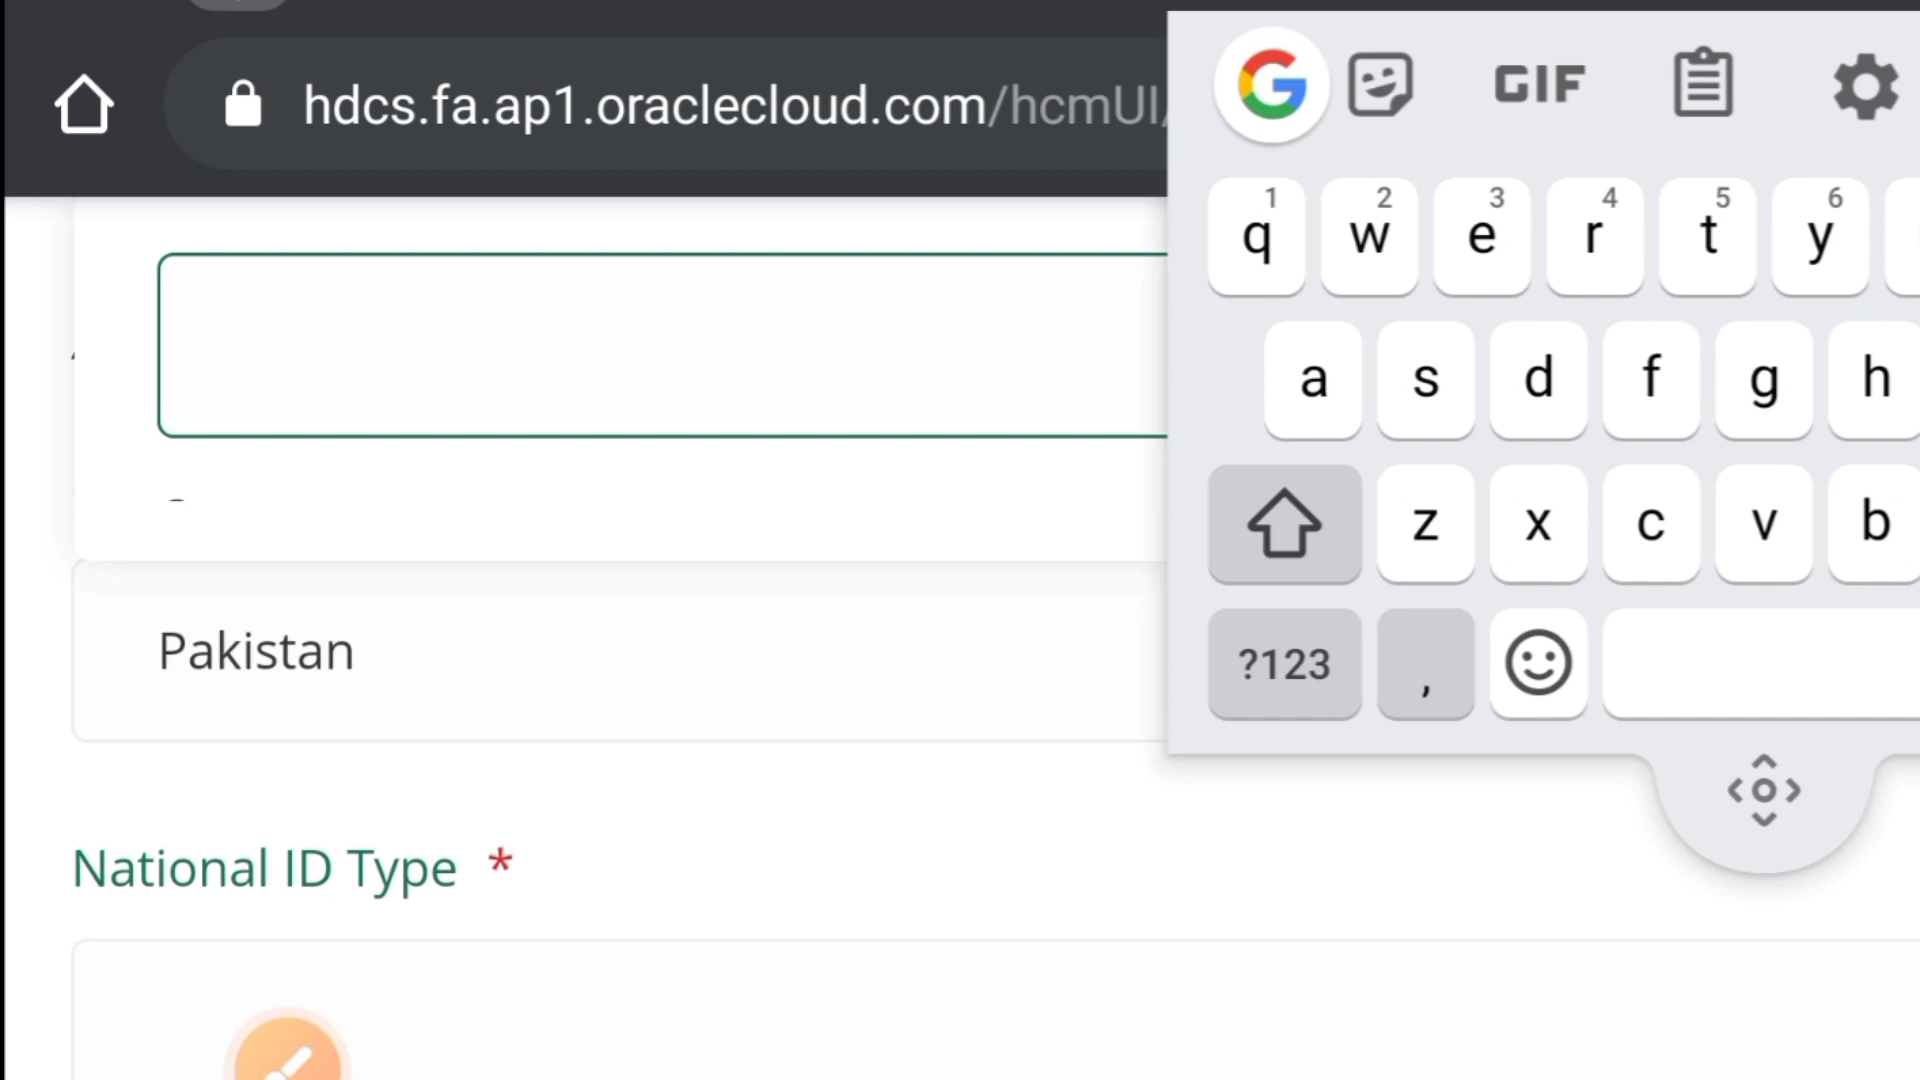 hdcs.fa.ap1.oraclecloud.com/hcmUI/
GIF
1 2 3 4 5 6
q w e r t y
a s d f g h
z x c v b
?123 ,
Pakistan
National ID Type *